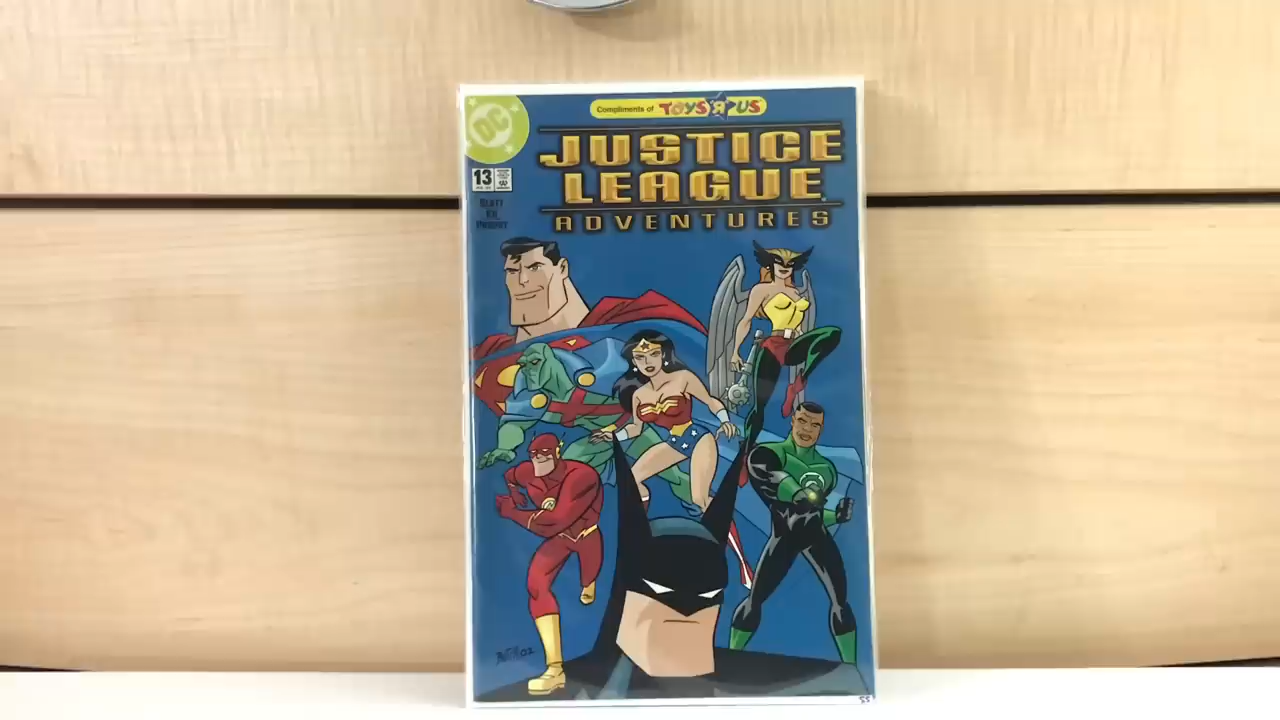 DC
Compliments of TOYS"R"US
JUSTICE
LEAGUE
ADVENTURES
13